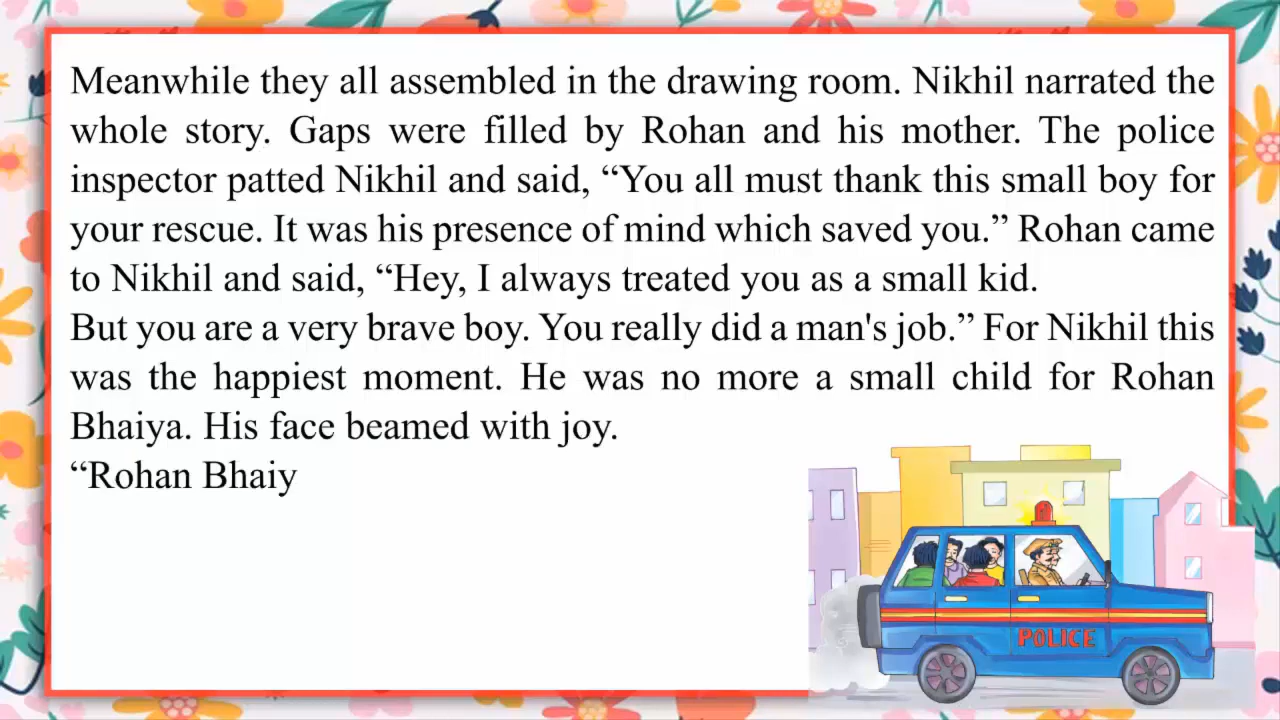 Meanwhile they all assembled in the drawing room. Nikhil narrated the
whole story. Gaps were filled by Rohan and his mother. The police
inspector patted Nikhil and said, “You all must thank this small boy for
your rescue. It was his presence of mind which saved you.” Rohan came
to Nikhil and said, “Hey, I always treated you as a small kid.
But you are a very brave boy. You really did a man's job.” For Nikhil this
was the happiest moment. He was no more a small child for Rohan
Bhaiya. His face beamed with joy.
“Rohan Bhaiy
POLICE